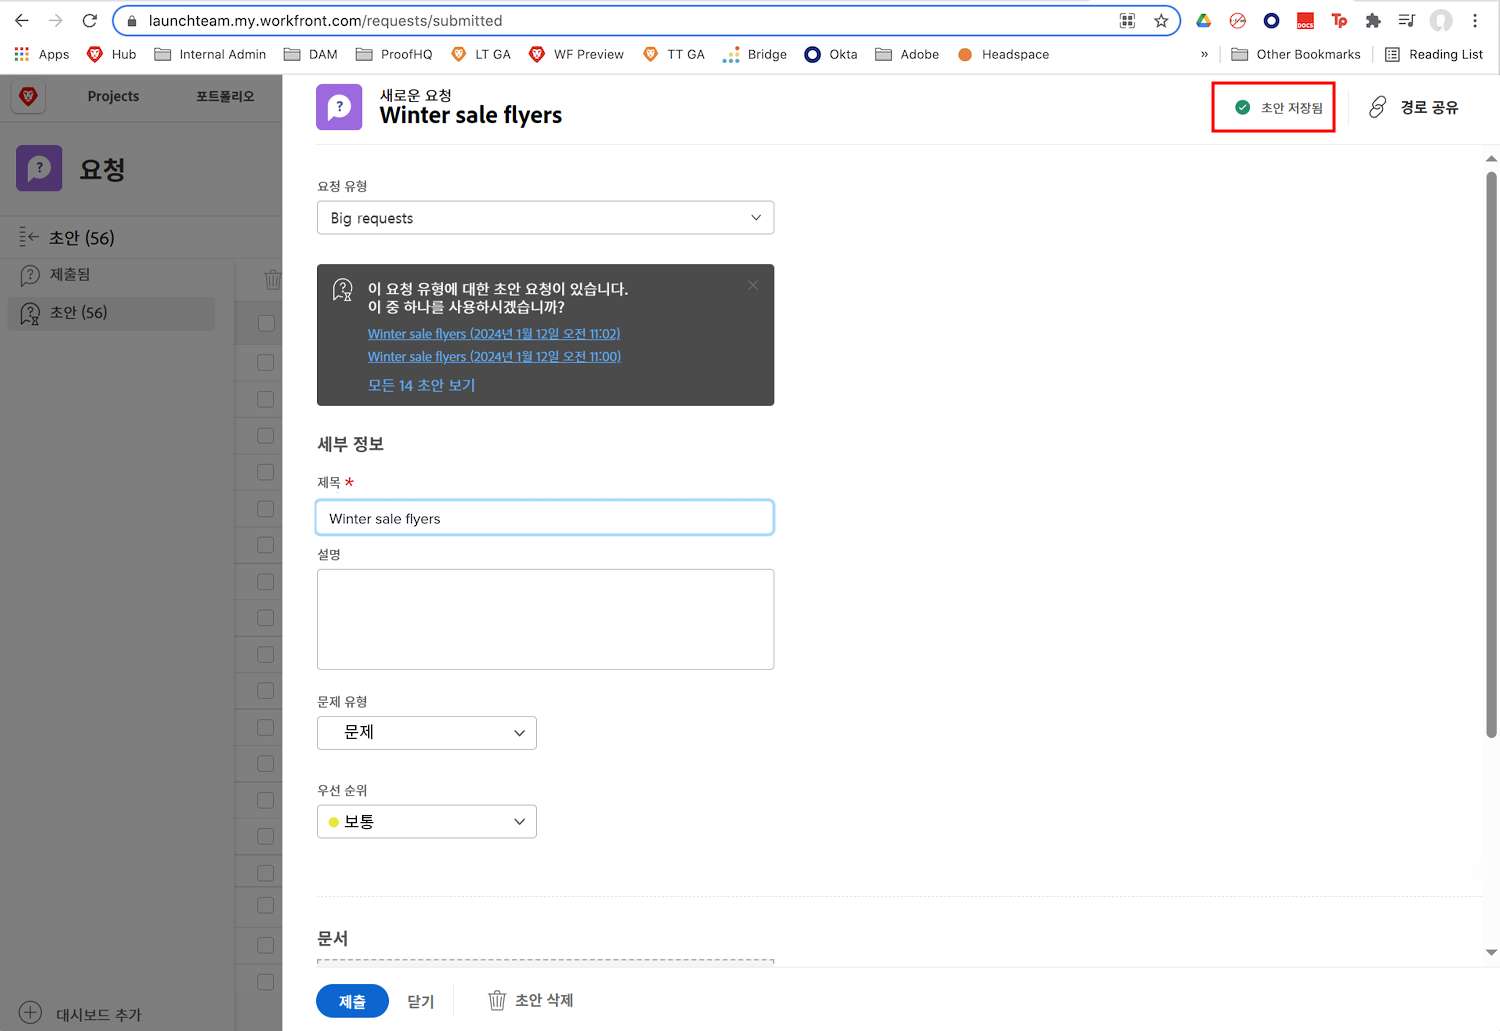 launchteam.my.workfront.com/requests/submitted
DOCS
Tp
Apps
Hub
Internal Admin
DAM
ProofHQ
LT GA
WF Preview
TT GA
Bridge
Okta
Adobe
Headspace
»
Other Bookmarks
Reading List
Projects
포트폴리오
요청
초안 (56)
제출됨
초안 (56)
대시보드 추가
새로운 요청
Winter sale flyers
초안 저장됨
경로 공유
요청 유형
Big requests
이 요청 유형에 대한 초안 요청이 있습니다.
이 중 하나를 사용하시겠습니까?
Winter sale flyers (2024년 1월 12일 오전 11:02)
Winter sale flyers (2024년 1월 12일 오전 11:00)
모든 14 초안 보기
세부 정보
제목 *
Winter sale flyers
설명
문제 유형
문제
우선 순위
보통
문서
제출
닫기
초안 삭제